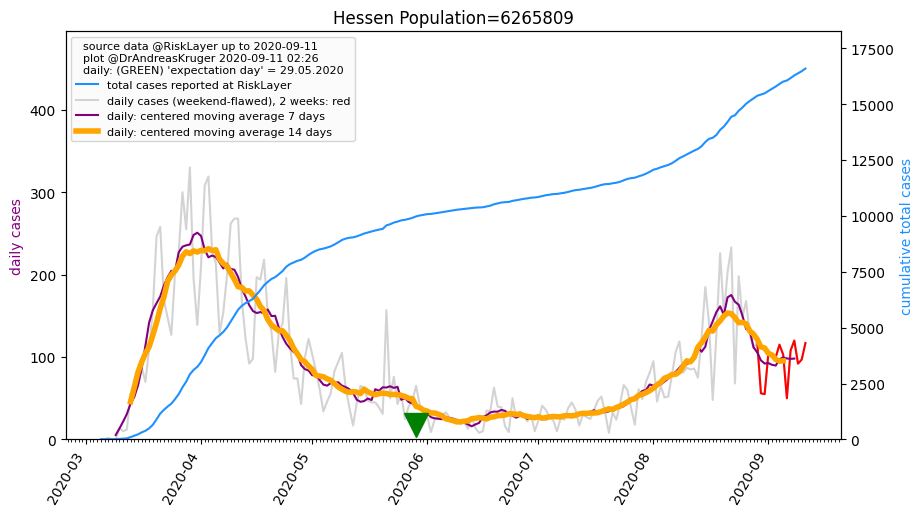 Hessen Population=6265809
source data @RiskLayer up to 2020-09-11
plot @DrAndreasKruger 2020-09-11 02:26
daily: (GREEN) 'expectation day' = 29.05.2020
total cases reported at RiskLayer
daily cases (weekend-flawed), 2 weeks: red
daily: centered moving average 7 days
daily: centered moving average 14 days
daily cases
400
300
200
100
0
cumulative total cases
17500
15000
12500
10000
7500
5000
2500
0
2020-03
2020-04
2020-05
2020-06
2020-07
2020-08
2020-09